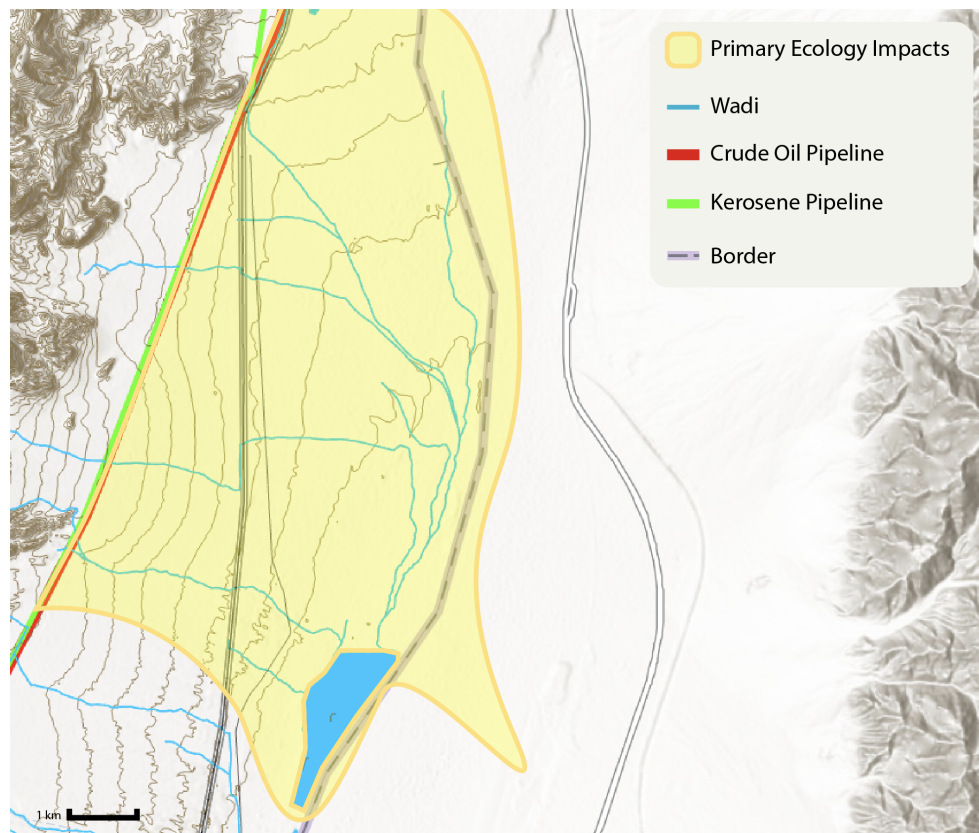 Primary Ecology Impacts
Wadi
Crude Oil Pipeline
Kerosene Pipeline
Border
1 km